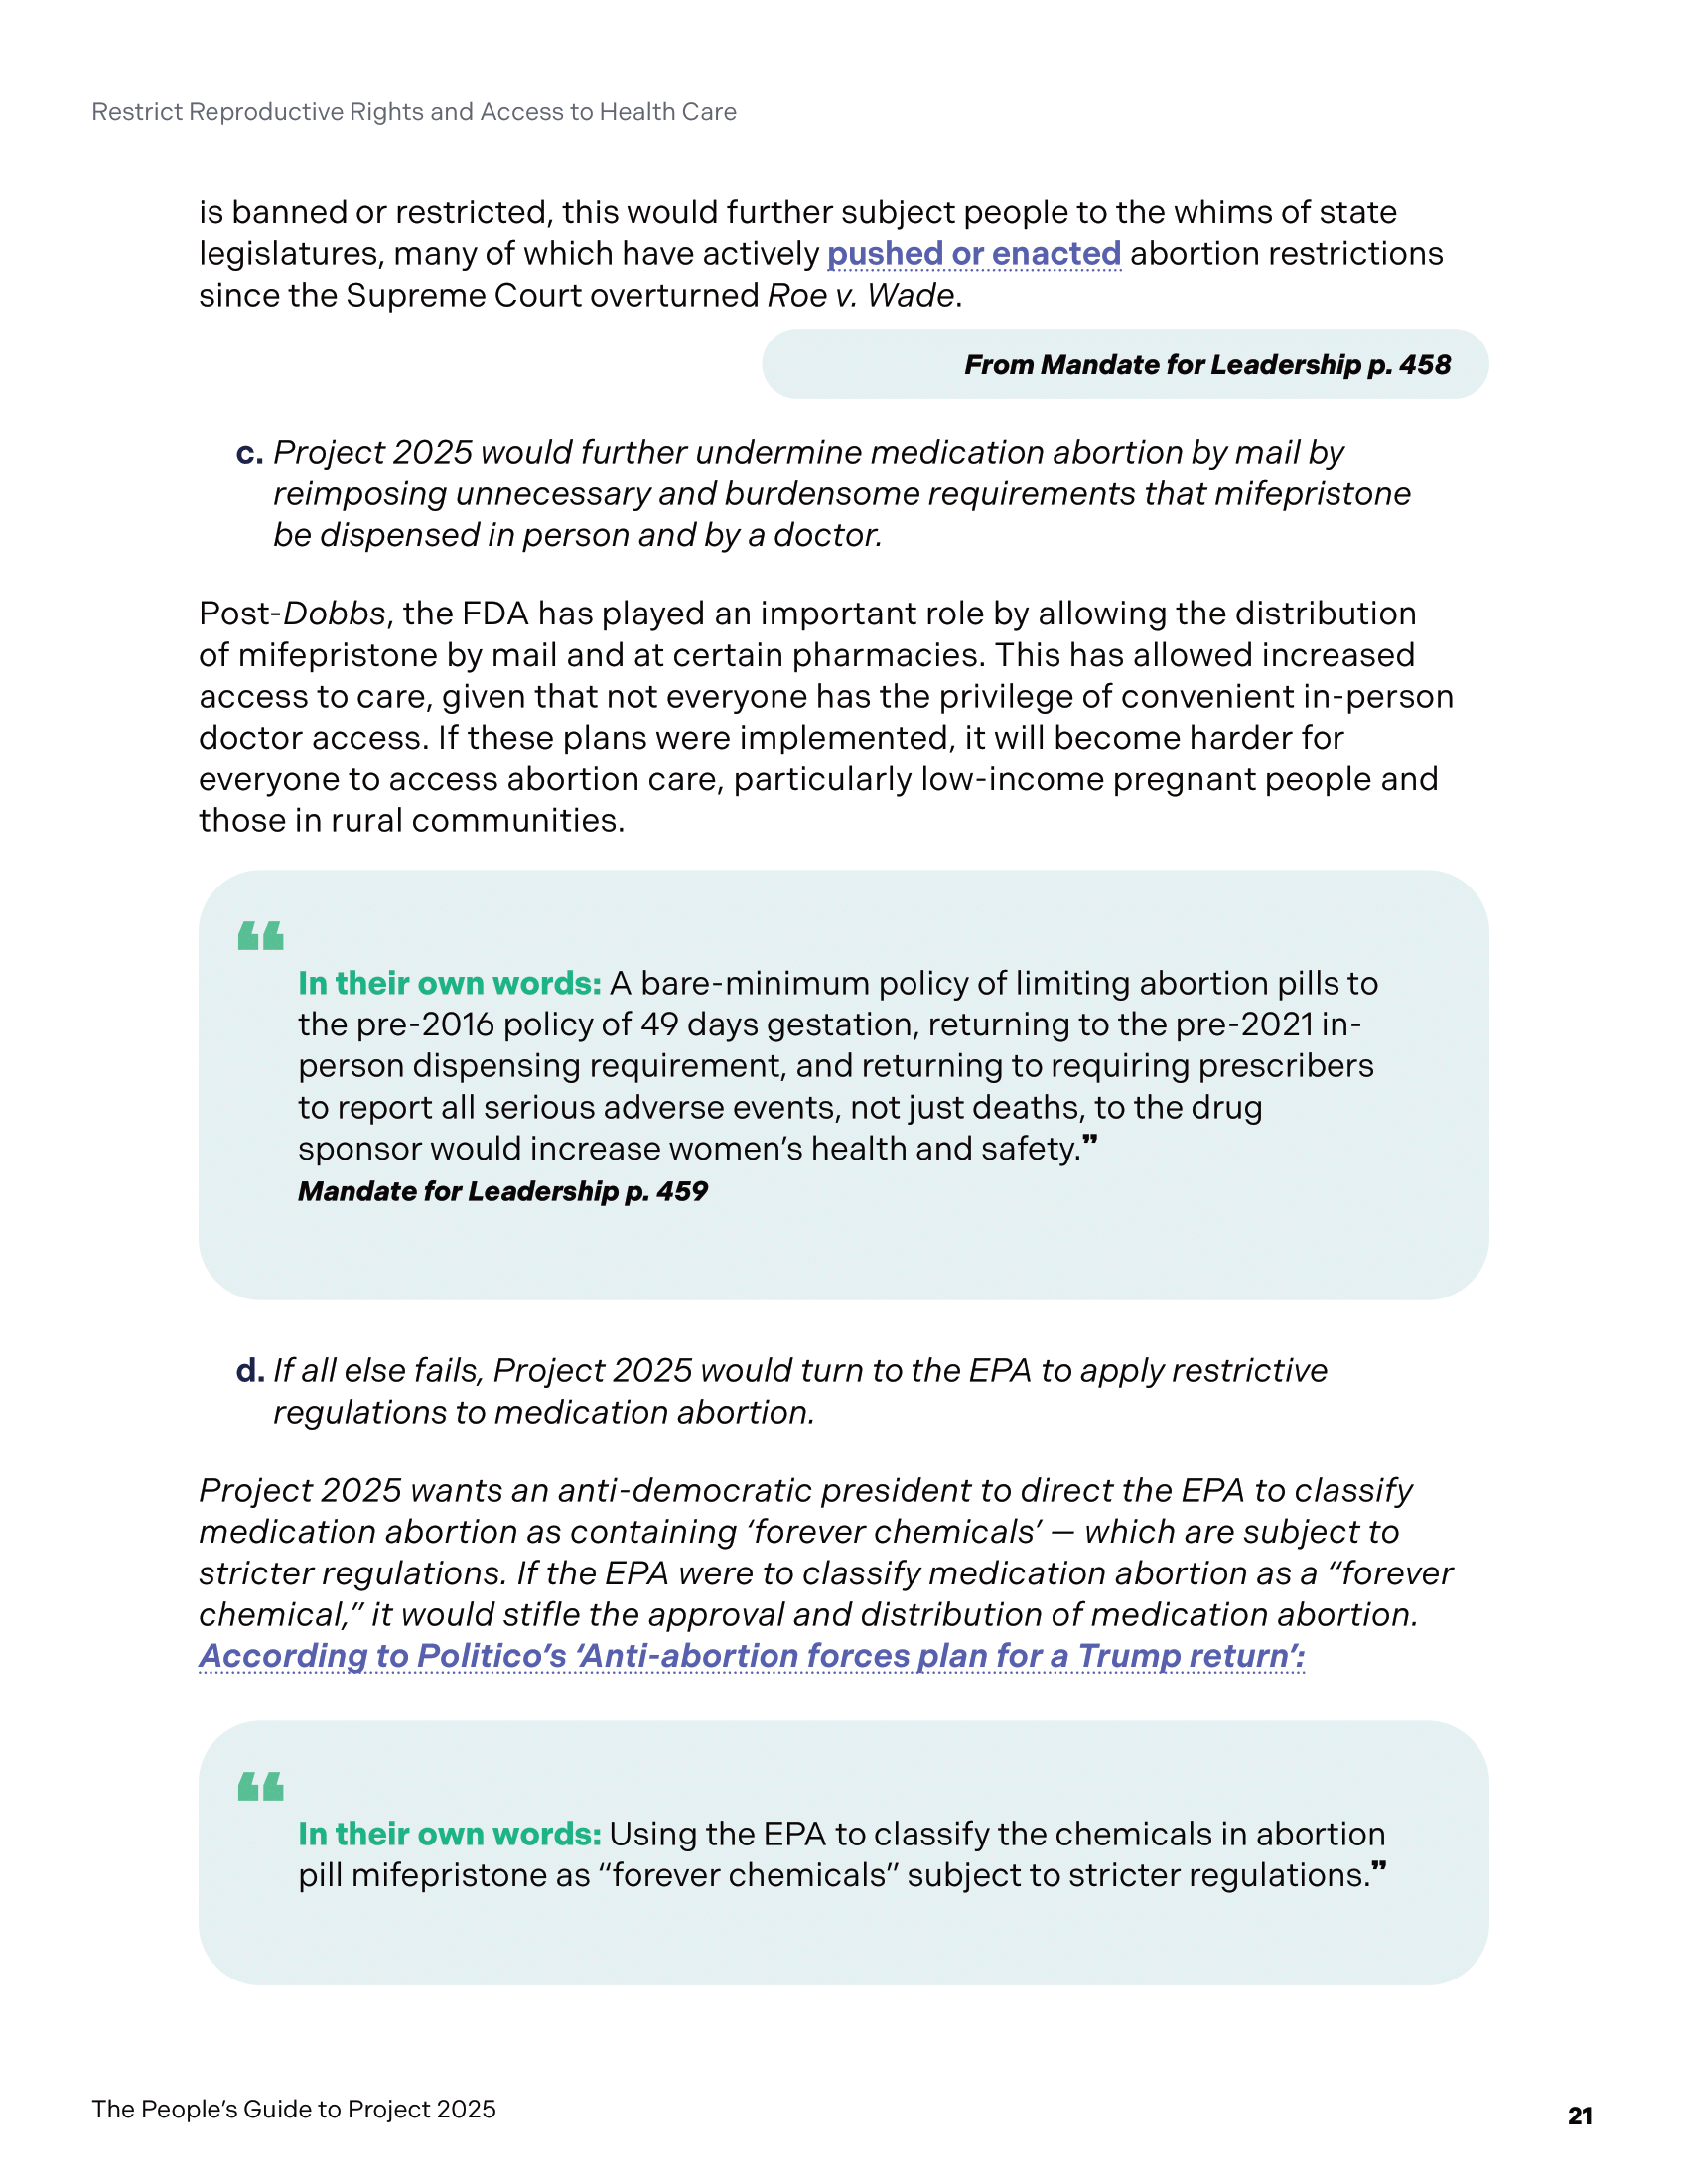 Restrict Reproductive Rights and Access to Health Care
is banned or restricted, this would further subject people to the whims of state
legislatures, many of which have actively pushed or enacted abortion restrictions
since the Supreme Court overturned Roe v. Wade.
From Mandate for Leadership p. 458
c. Project 2025 would further undermine medication abortion by mail by
reimposing unnecessary and burdensome requirements that mifepristone
be dispensed in person and by a doctor.
Post-Dobbs, the FDA has played an important role by allowing the distribution
of mifepristone by mail and at certain pharmacies. This has allowed increased
access to care, given that not everyone has the privilege of convenient in-person
doctor access. If these plans were implemented, it will become harder for
everyone to access abortion care, particularly low-income pregnant people and
those in rural communities.
“
In their own words: A bare-minimum policy of limiting abortion pills to
the pre-2016 policy of 49 days gestation, returning to the pre-2021 in-
person dispensing requirement, and returning to requiring prescribers
to report all serious adverse events, not just deaths, to the drug
sponsor would increase women’s health and safety.”
Mandate for Leadership p. 459
d. If all else fails, Project 2025 would turn to the EPA to apply restrictive
regulations to medication abortion.
Project 2025 wants an anti-democratic president to direct the EPA to classify
medication abortion as containing ‘forever chemicals’ — which are subject to
stricter regulations. If the EPA were to classify medication abortion as a “forever
chemical,” it would stifle the approval and distribution of medication abortion.
According to Politico’s ‘Anti-abortion forces plan for a Trump return’:
“
In their own words: Using the EPA to classify the chemicals in abortion
pill mifepristone as “forever chemicals” subject to stricter regulations.”
The People’s Guide to Project 2025
21